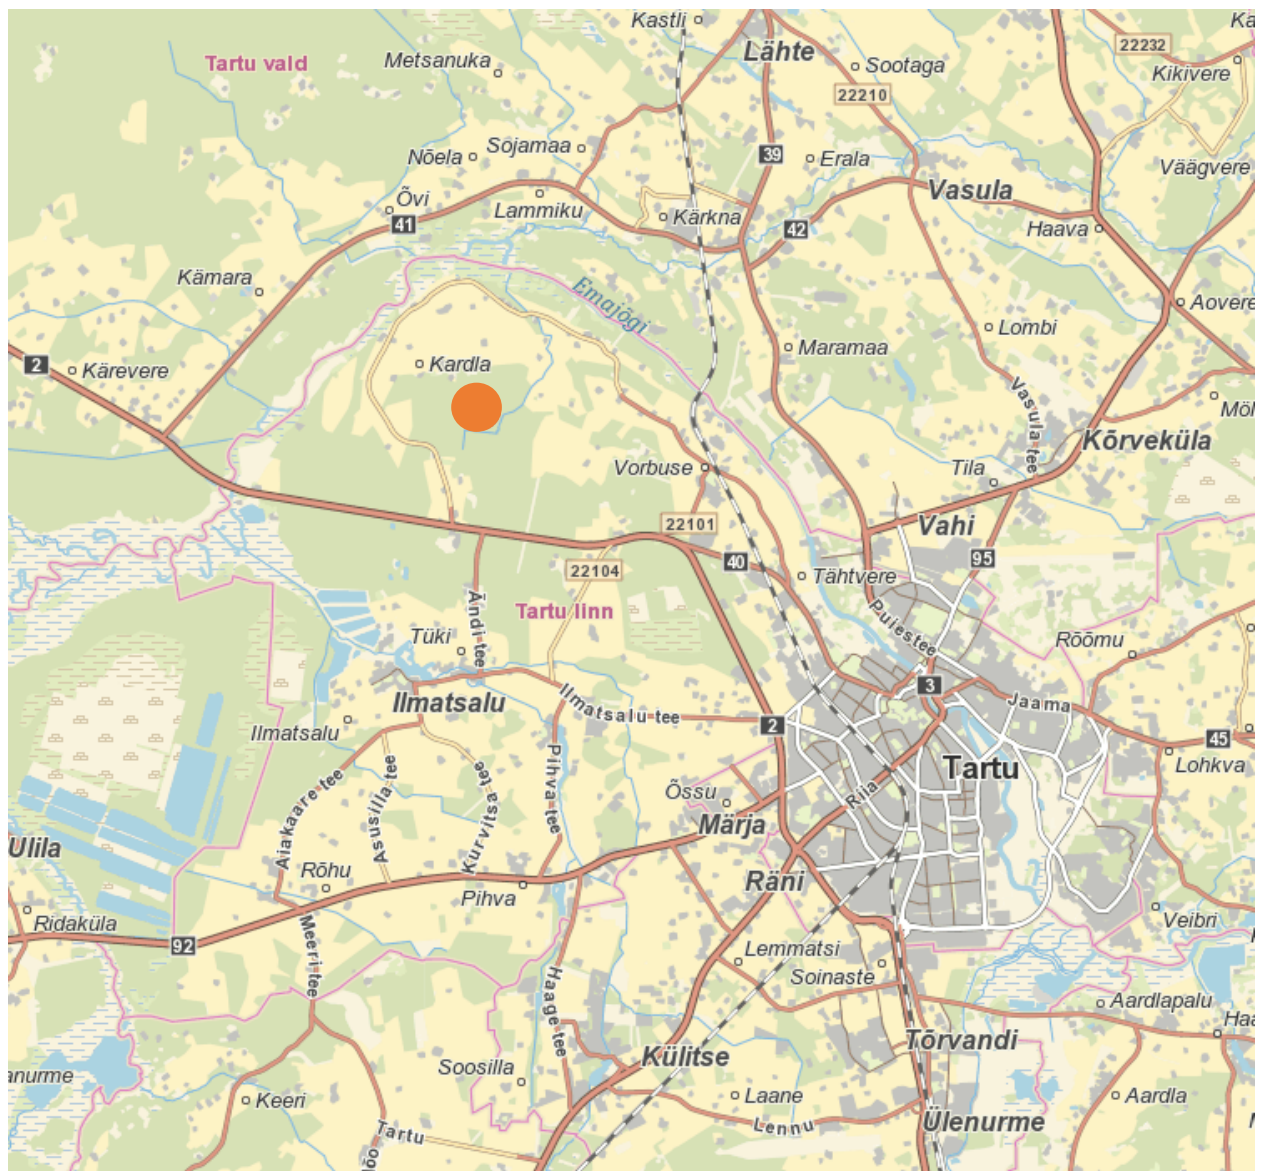 Kastli
Lähte
22232
Tartu vald
Metsanuka
Sootaga
Kikivere
22210
Nõela
Sojamaa
39
Erala
Väägvere
Õvi
Lammiku
Kärkna
Vasula
41
42
Haava
Kämara
Emajõgi
Aovere
Lombi
Maramaa
2
Kärevere
Kardla
Vasula tee
Kõrveküla
Vorbuse
Tila
22101
Vahi
95
40
22104
Tähtvere
Ändi tee
Tartu linn
Puiestee
Tüki
Rõõmu
3
Ilmatsalu
Ilmatsalu tee
Jaama
2
45
Ilmatsalu
Lohkva
Pihva tee
Tartu
Aiakaare tee
Asusilla tee
Kurvitsa tee
Õssu
Riia
Märja
Ulila
Rõhu
Räni
Pihva
Ridaküla
Veibri
92
Meeri tee
Lemmatsi
Soinaste
Haage tee
Aardlapalu
Tõrvandi
Külitse
Soosilla
Keeri
Laane
Aardla
Lennu
Ülenurme
Tartu